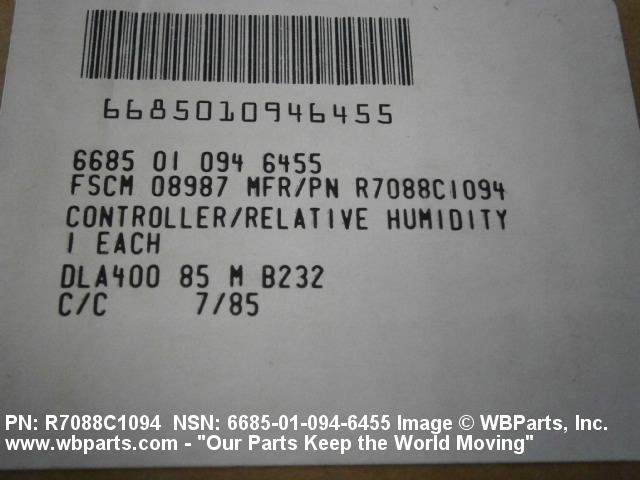 6685010946455
6685 01 094 6455
FSCM 08987 MFR/PN R7088C1094
CONTROLLER/RELATIVE HUMIDITY
1 EACH
DLA400 85 M B232
C/C 7/85
PN: R7088C1094 NSN: 6685-01-094-6455 Image © WBParts, Inc.
www.wbparts.com - "Our Parts Keep the World Moving"